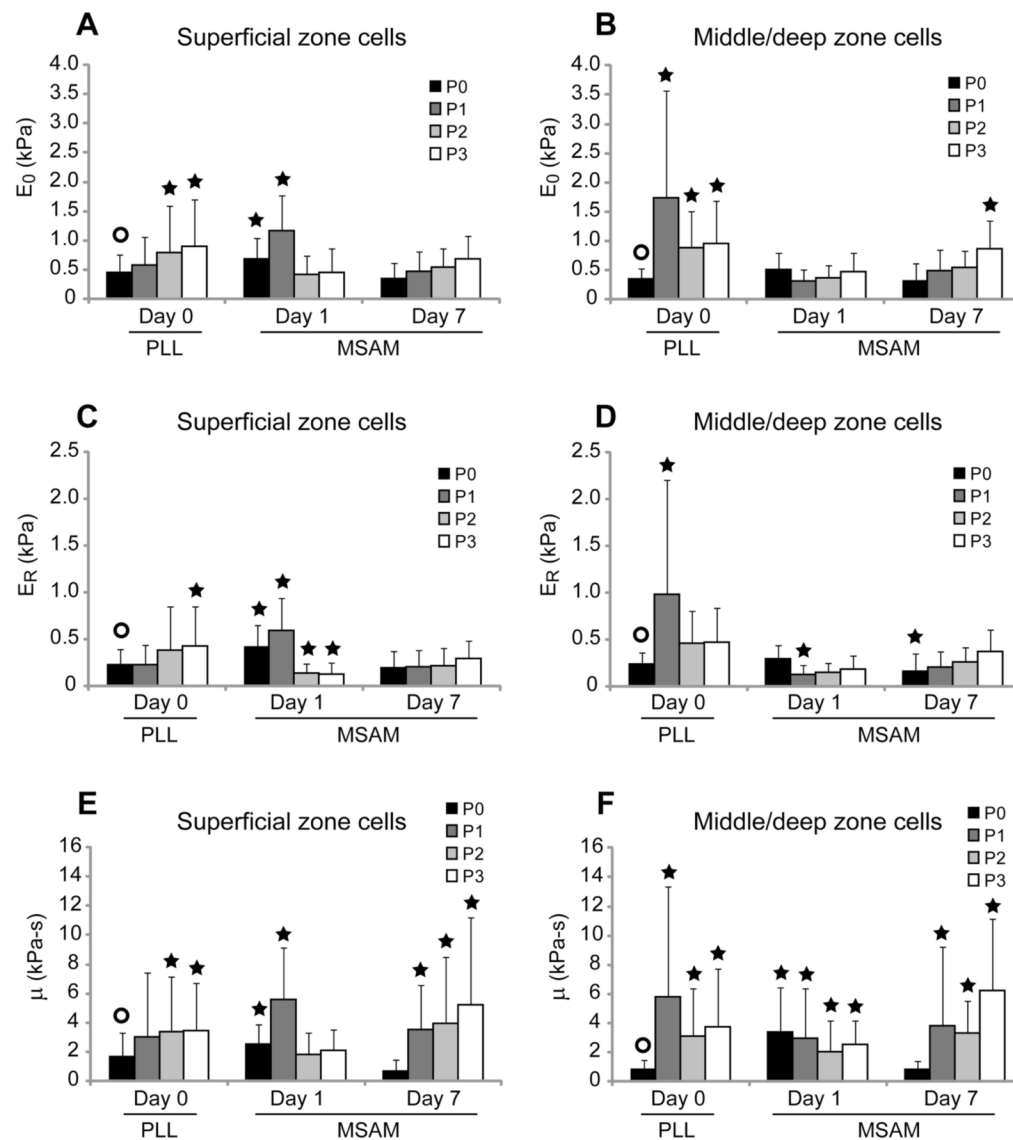 A
Superficial zone cells
E0 (kPa)
4.0
3.5
3.0
2.5
2.0
1.5
1.0
0.5
0
P0
P1
P2
P3
Day 0
Day 1
Day 7
PLL
MSAM
B
Middle/deep zone cells
E0 (kPa)
4.0
3.5
3.0
2.5
2.0
1.5
1.0
0.5
0
P0
P1
P2
P3
Day 0
Day 1
Day 7
PLL
MSAM
C
Superficial zone cells
ER (kPa)
2.5
2.0
1.5
1.0
0.5
0
P0
P1
P2
P3
Day 0
Day 1
Day 7
PLL
MSAM
D
Middle/deep zone cells
ER (kPa)
2.5
2.0
1.5
1.0
0.5
0
P0
P1
P2
P3
Day 0
Day 1
Day 7
PLL
MSAM
E
Superficial zone cells
µ (kPa-s)
16
14
12
10
8
6
4
2
0
P0
P1
P2
P3
Day 0
Day 1
Day 7
PLL
MSAM
F
Middle/deep zone cells
µ (kPa-s)
16
14
12
10
8
6
4
2
0
P0
P1
P2
P3
Day 0
Day 1
Day 7
PLL
MSAM